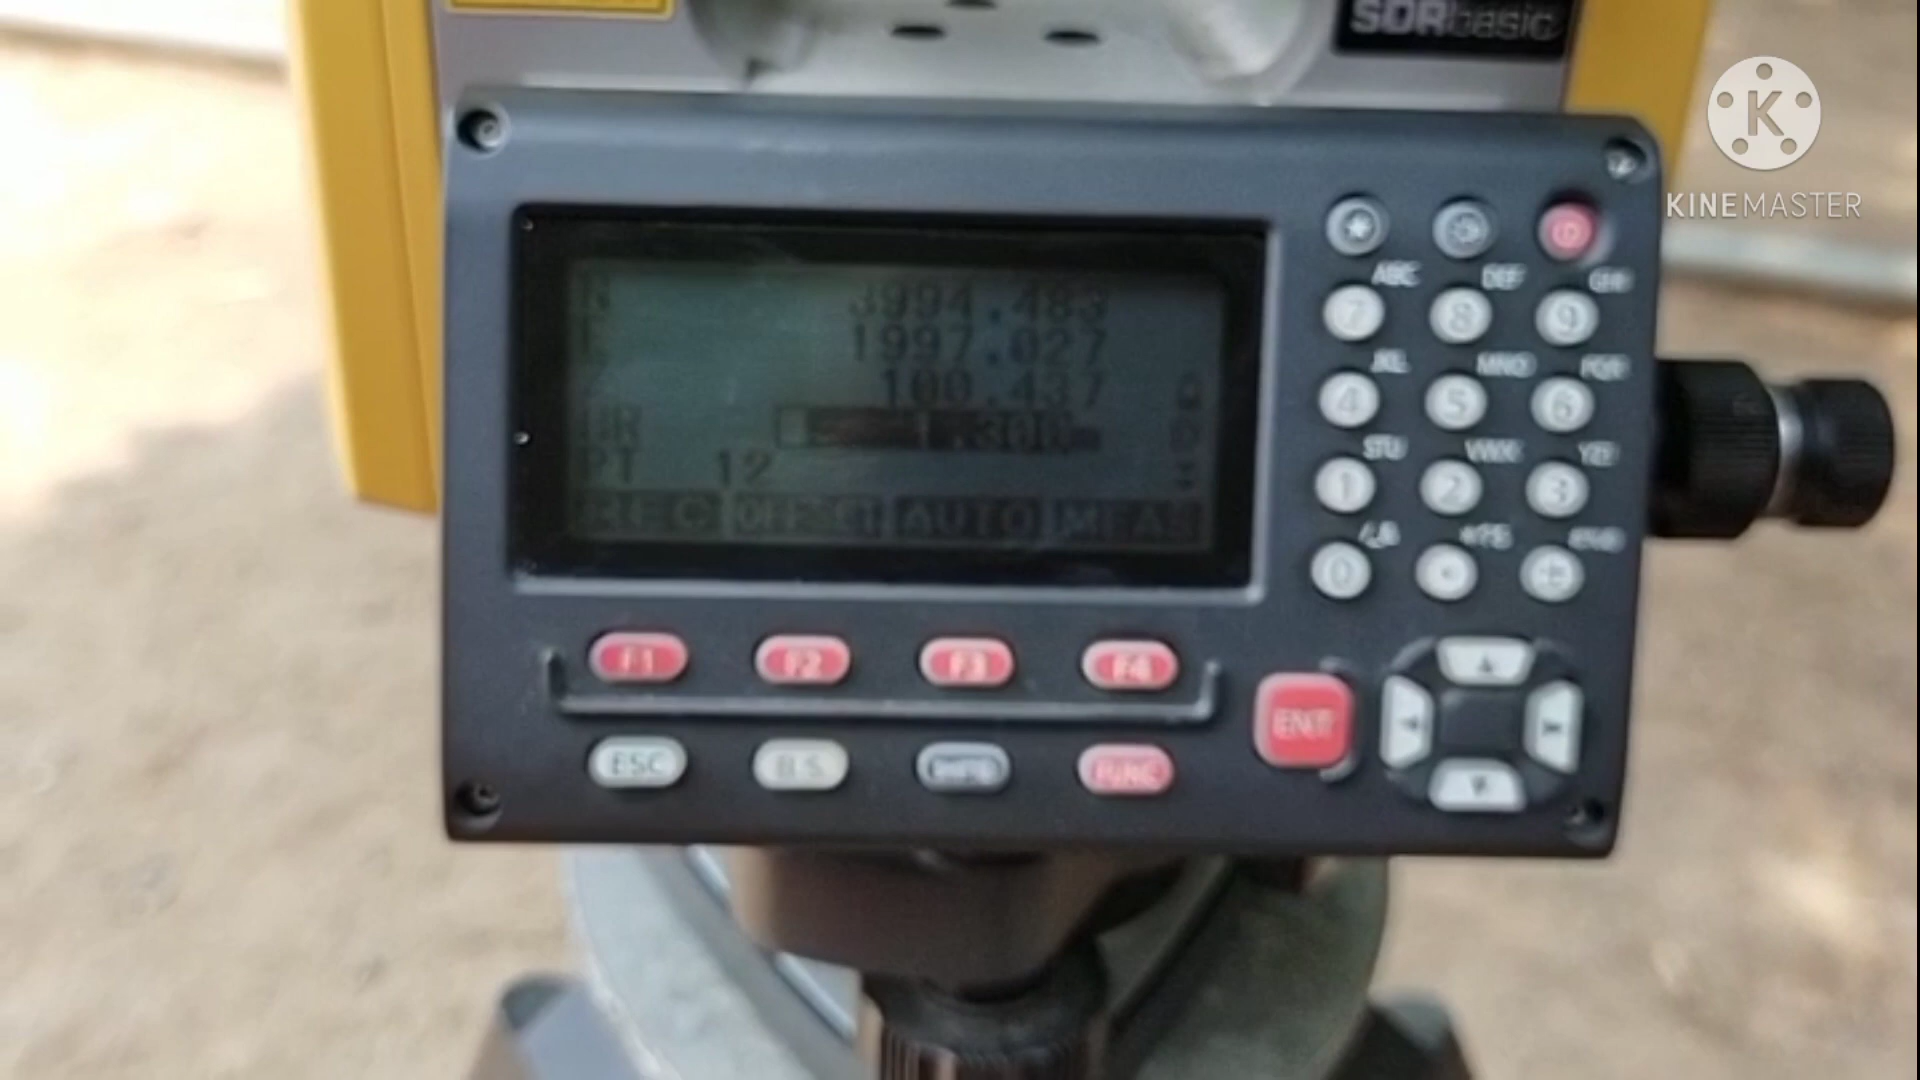 SDRbasic
K
KINEMASTER
N 3994.483
E 1997.027
Z 100.437
HR 1.300
PT 12
REC OFFSET AUTO MEAS
ABC DEF GHI
7 8 9
JKL MNO PQR
4 5 6
STU VWX YZ
1 2 3
0 . ±
F1 F2 F3 F4
ENT
ESC B.S. SHIFT FUNC